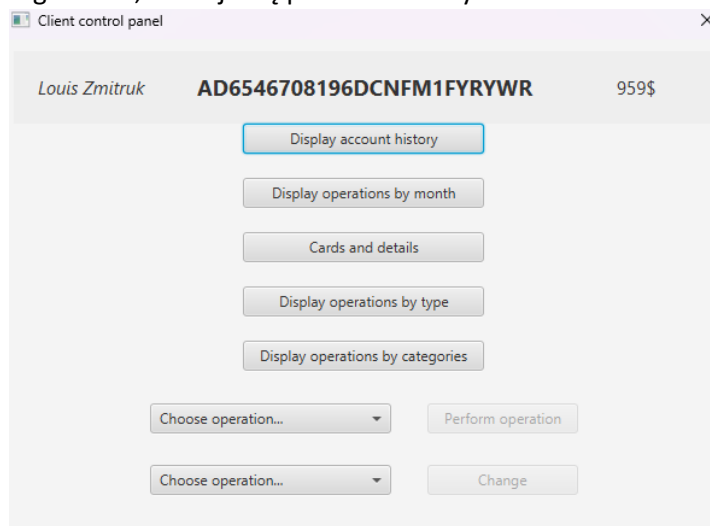 Client control panel
Louis Zmitruk AD6546708196DCNFM1FYRYWR 959$
Display account history
Display operations by month
Cards and details
Display operations by type
Display operations by categories
Choose operation... Perform operation
Choose operation... Change